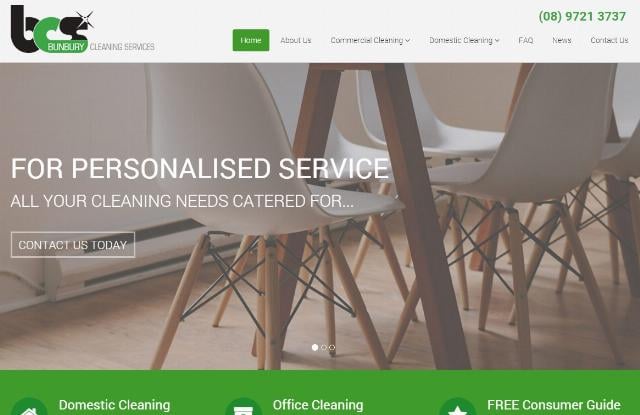 bcs
BUNBURY CLEANING SERVICES
(08) 9721 3737
Home About Us Commercial Cleaning Domestic Cleaning FAQ News Contact Us
FOR PERSONALISED SERVICE
ALL YOUR CLEANING NEEDS CATERED FOR...
CONTACT US TODAY
Domestic Cleaning Office Cleaning FREE Consumer Guide